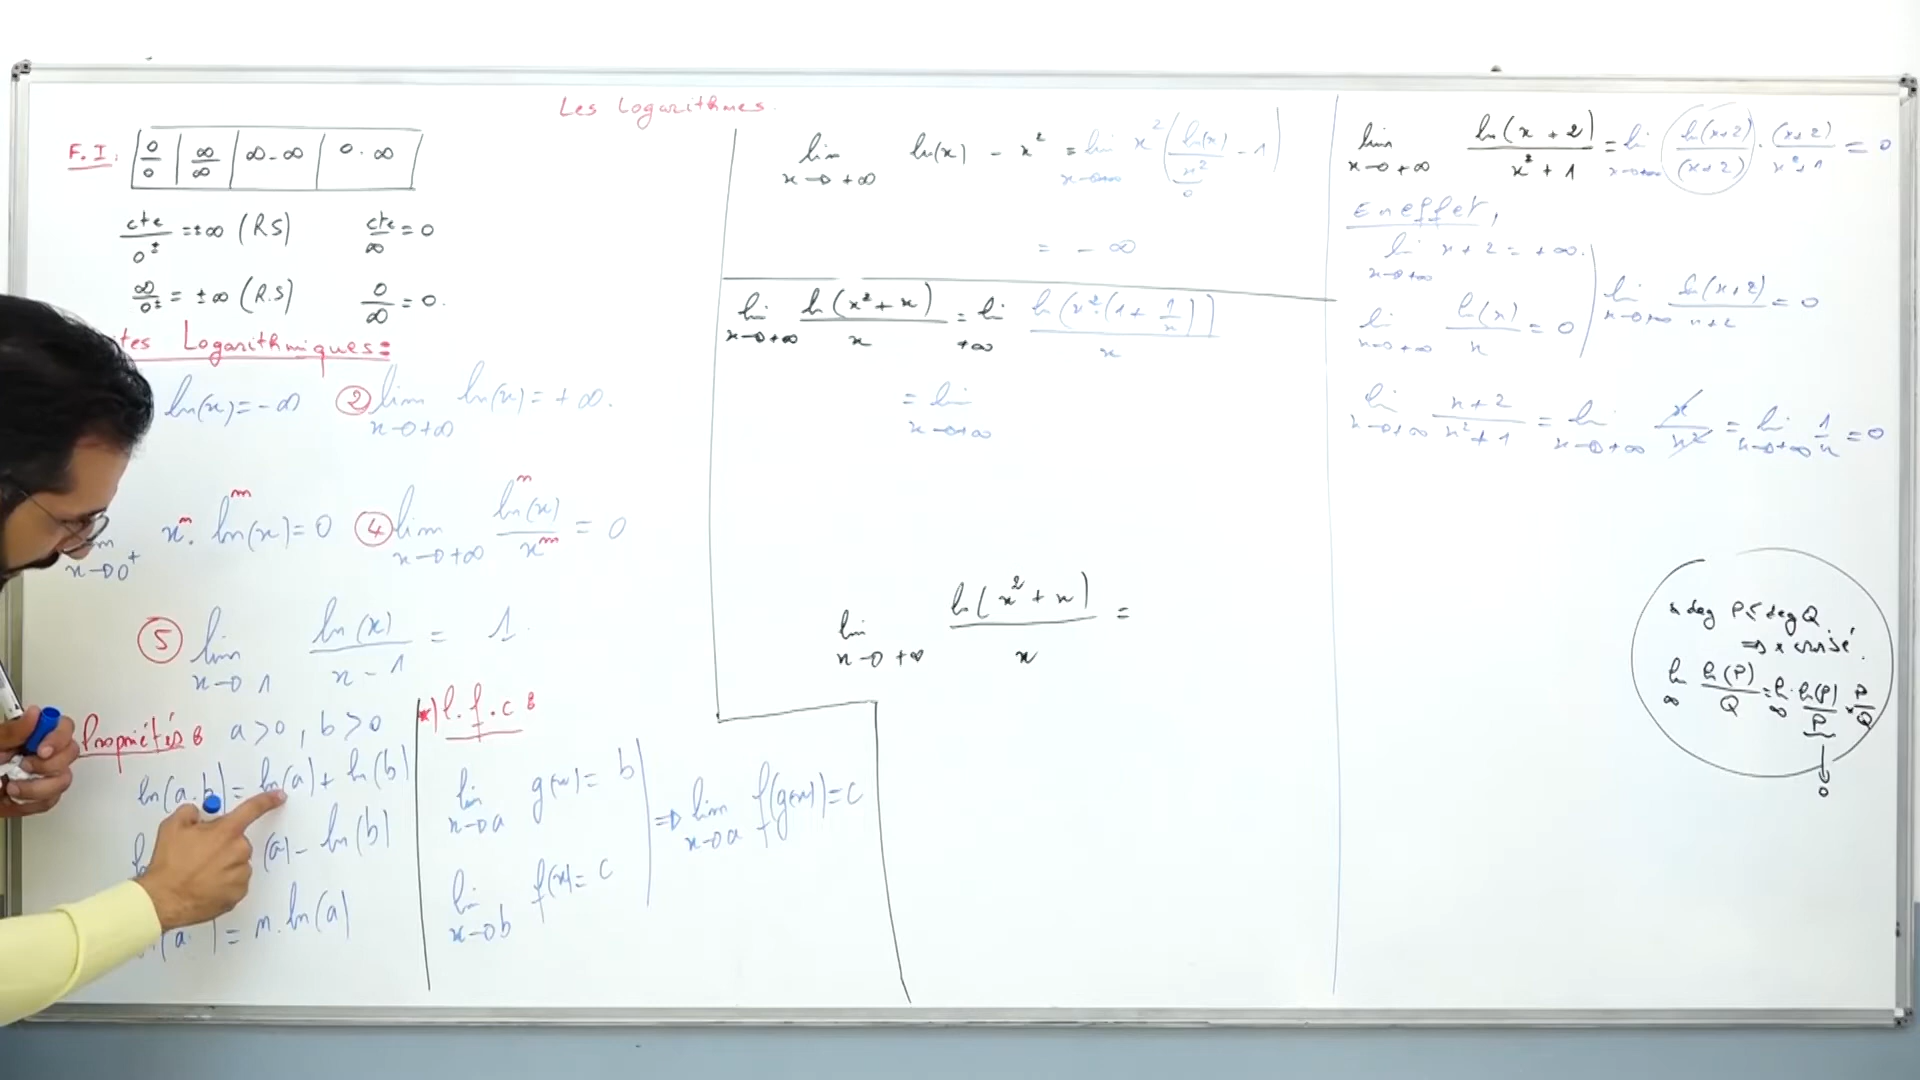 Les Logarithmes.
F.I: 0/0 | ∞/∞ | ∞-∞ | 0.∞
cte/0± = ±∞ (RS) cte/∞ = 0
∞/0± = ±∞ (R.S) 0/∞ = 0.
tes Logarithmiques:
ln(x) = -∞ ② lim x→+∞ ln(x) = +∞.
x→0+ x^m . ln^m(x) = 0 ④ lim x→+∞ ln^n(x)/x^m = 0
⑤ lim x→1 ln(x)/(x-1) = 1
Propriétés : a>0, b>0
ln(a.b) = ln(a) + ln(b)
(a) - ln(b)
= n.ln(a)
*) l.f.c :
lim x→a g(x) = b
lim x→b f(x) = c
⇒ lim x→a f(g(x)) = c
lim x→+∞ ln(x) - x² = lim x→+∞ x² (ln(x)/x² - 1)
0
= -∞
lim x→+∞ ln(x²+x)/x = lim +∞ ln(x².(1+1/x))/x
= lim x→+∞
lim x→+∞ ln(x²+x)/x =
lim x→+∞ ln(x+2)/(x²+1) = lim x→+∞ ln(x+2)/(x+2) . (x+2)/(x²+1) = 0
En effet,
lim x→+∞ x+2 = +∞.
lim x→+∞ ln(x)/x = 0
lim x→+∞ ln(x+2)/(x+2) = 0
lim x→+∞ (x+2)/(x²+1) = lim x→+∞ x/x² = lim x→+∞ 1/x = 0
deg P ≤ deg Q
lim ∞ ln(P)/Q = lim ∞ ln(P)/P × P/Q
↓
0